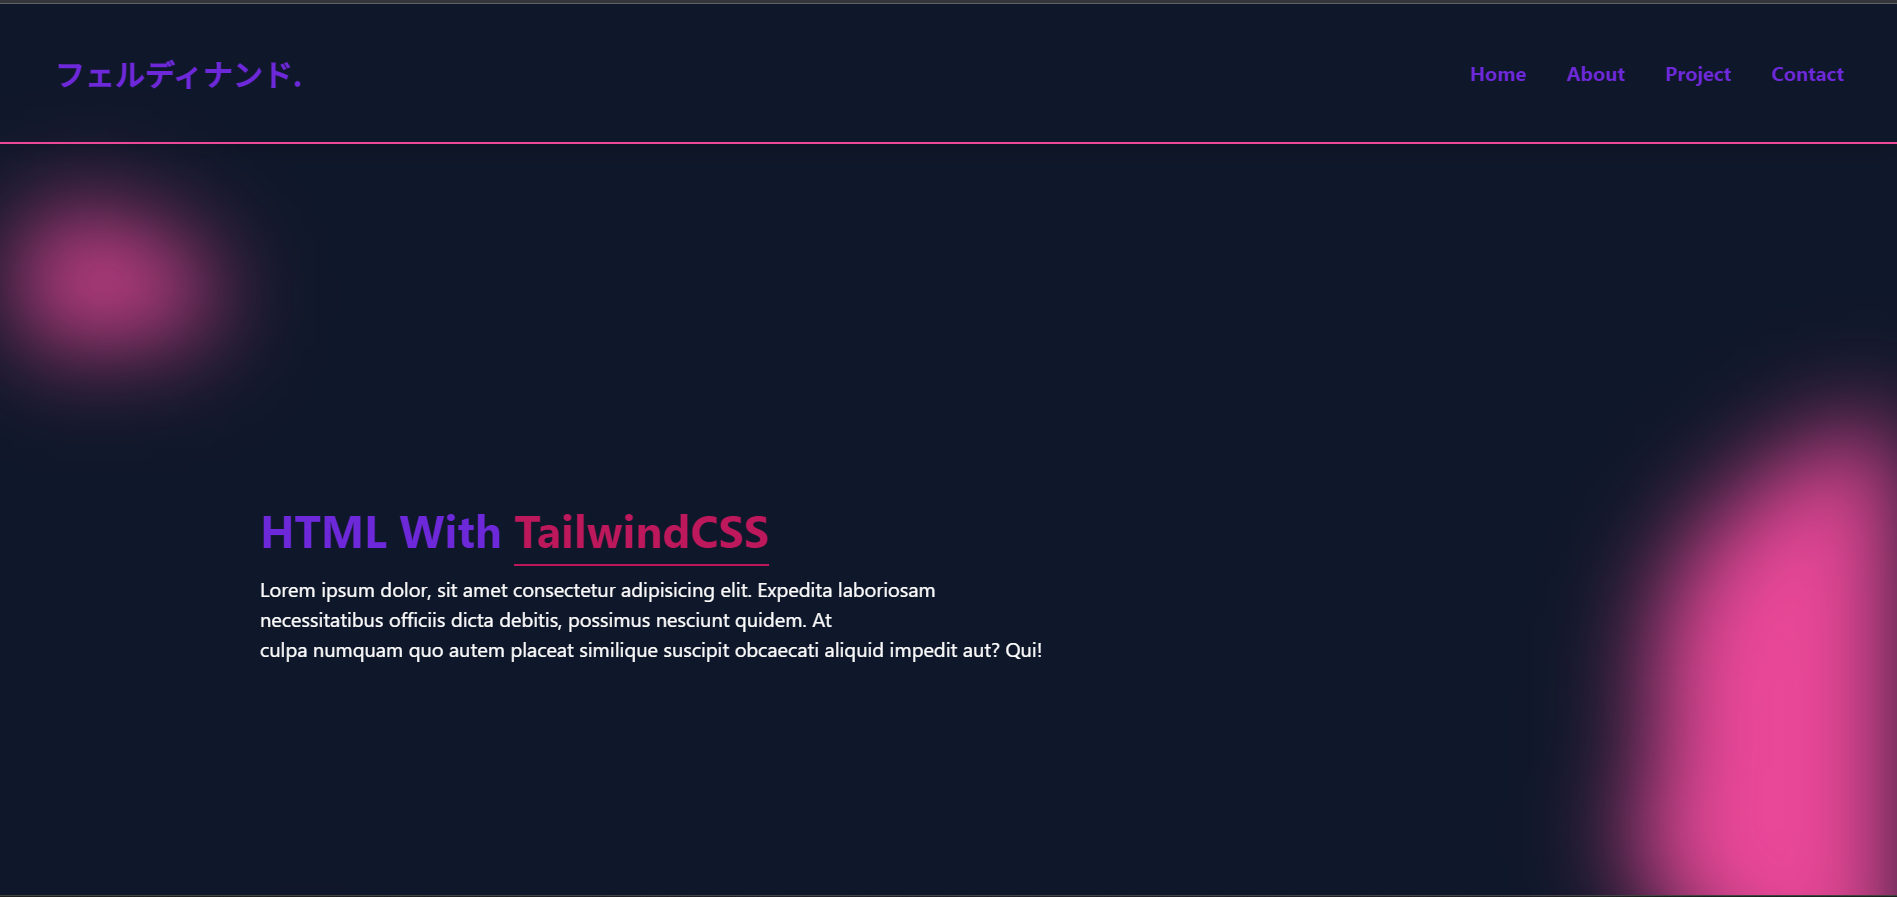 フェルディナンド.
Home About Project Contact
HTML With TailwindCSS
Lorem ipsum dolor, sit amet consectetur adipisicing elit. Expedita laboriosam
necessitatibus officiis dicta debitis, possimus nesciunt quidem. At
culpa numquam quo autem placeat similique suscipit obcaecati aliquid impedit aut? Qui!